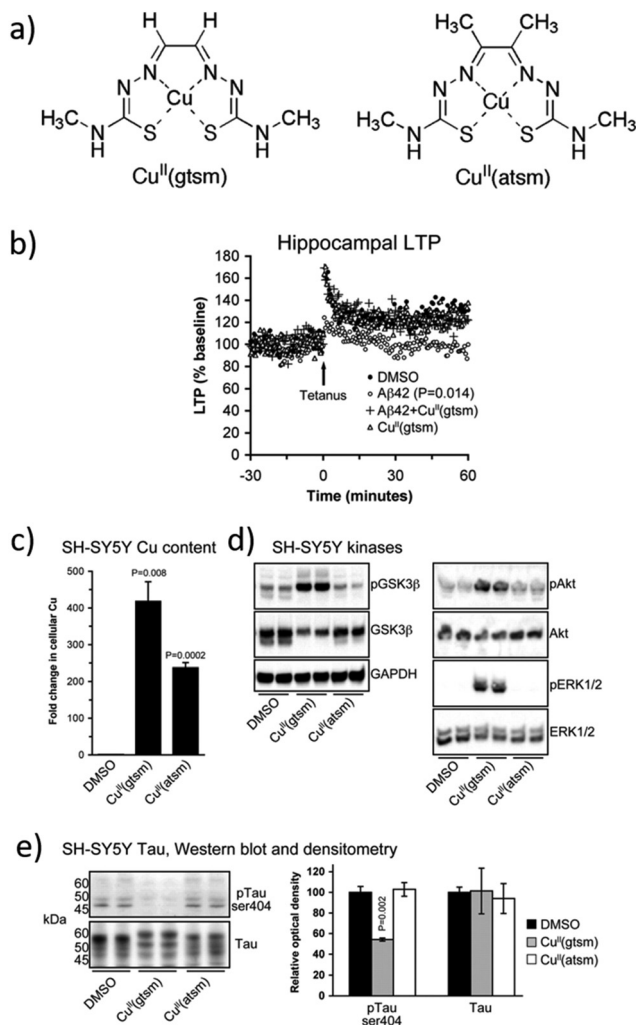 a)
H H
N N
N N
Cu
H₃C CH₃
N S S N
H H
Cuᴵᴵ(gtsm)
H₃C CH₃
N N
N N
Cu
H₃C CH₃
N S S N
H H
Cuᴵᴵ(atsm)
b)
Hippocampal LTP
LTP (% baseline)
180
160
140
120
100
80
60
40
20
0
Tetanus
DMSO
Aβ42 (P=0.014)
Aβ42+Cuᴵᴵ(gtsm)
Cuᴵᴵ(gtsm)
-30 0 30 60
Time (minutes)
c)
SH-SY5Y Cu content
Fold change in cellular Cu
500
400
300
200
100
0
P=0.008
P=0.0002
DMSO
Cuᴵᴵ(gtsm)
Cuᴵᴵ(atsm)
d)
SH-SY5Y kinases
pGSK3β
GSK3β
GAPDH
DMSO
Cuᴵᴵ(gtsm)
Cuᴵᴵ(atsm)
pAkt
Akt
pERK1/2
ERK1/2
DMSO
Cuᴵᴵ(gtsm)
Cuᴵᴵ(atsm)
e)
SH-SY5Y Tau, Western blot and densitometry
kDa
60
50
45
pTau
ser404
60
50
45
Tau
DMSO
Cuᴵᴵ(gtsm)
Cuᴵᴵ(atsm)
Relative optical density
120
100
80
60
40
20
0
P=0.002
pTau
ser404
Tau
DMSO
Cuᴵᴵ(gtsm)
Cuᴵᴵ(atsm)